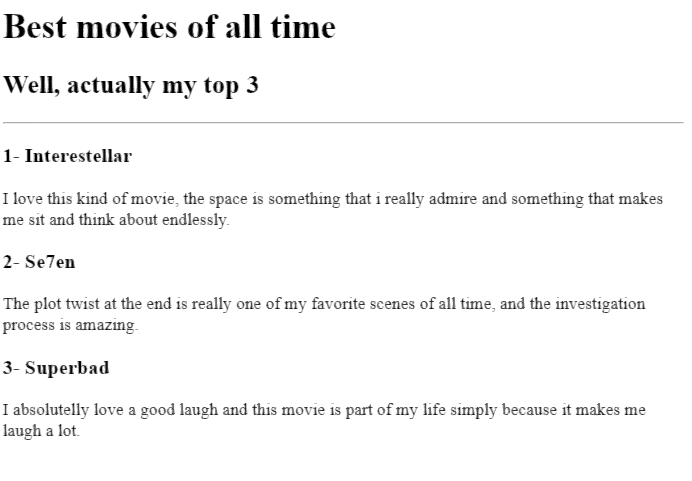 Best movies of all time
Well, actually my top 3
1- Interestellar
I love this kind of movie, the space is something that i really admire and something that makes
me sit and think about endlessly.
2- Se7en
The plot twist at the end is really one of my favorite scenes of all time, and the investigation
process is amazing.
3- Superbad
I absolutelly love a good laugh and this movie is part of my life simply because it makes me
laugh a lot.